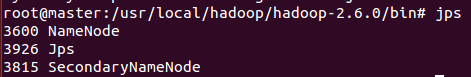 root@master:/usr/local/hadoop/hadoop-2.6.0/bin# jps
3600 NameNode
3926 Jps
3815 SecondaryNameNode